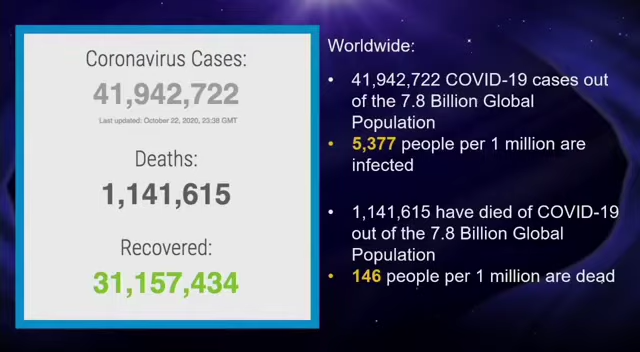 Coronavirus Cases:
41,942,722
Last updated: October 22, 2020, 23:38 GMT
Deaths:
1,141,615
Recovered:
31,157,434
Worldwide:
• 41,942,722 COVID-19 cases out
of the 7.8 Billion Global
Population
• 5,377 people per 1 million are
infected
• 1,141,615 have died of COVID-19
out of the 7.8 Billion Global
Population
• 146 people per 1 million are dead